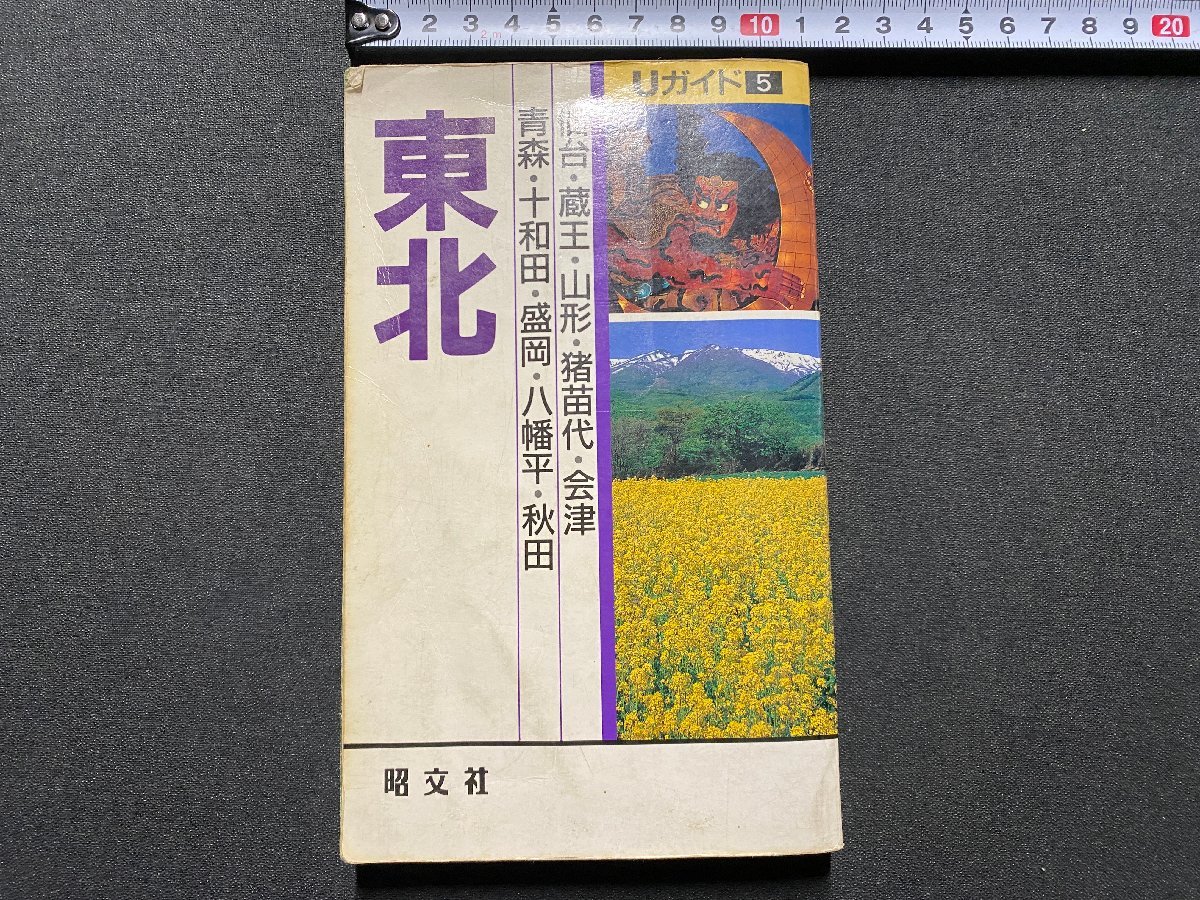 2 3 4 5 6 7 8 9 10 1 2 3 4 5 6 7 8 9 20
2m
Uガイド 5
東北
仙台・蔵王・山形・猪苗代・会津
青森・十和田・盛岡・八幡平・秋田
昭文社